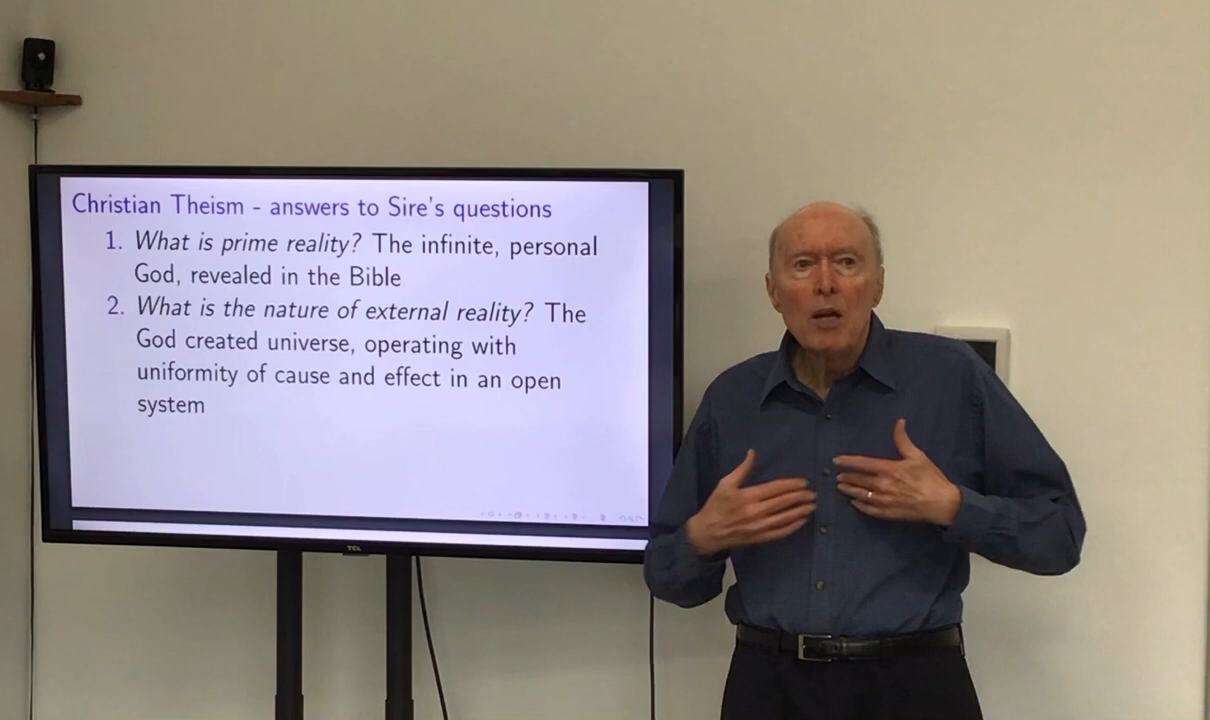 Christian Theism - answers to Sire's questions
1. What is prime reality? The infinite, personal
God, revealed in the Bible
2. What is the nature of external reality? The
God created universe, operating with
uniformity of cause and effect in an open
system
TCL